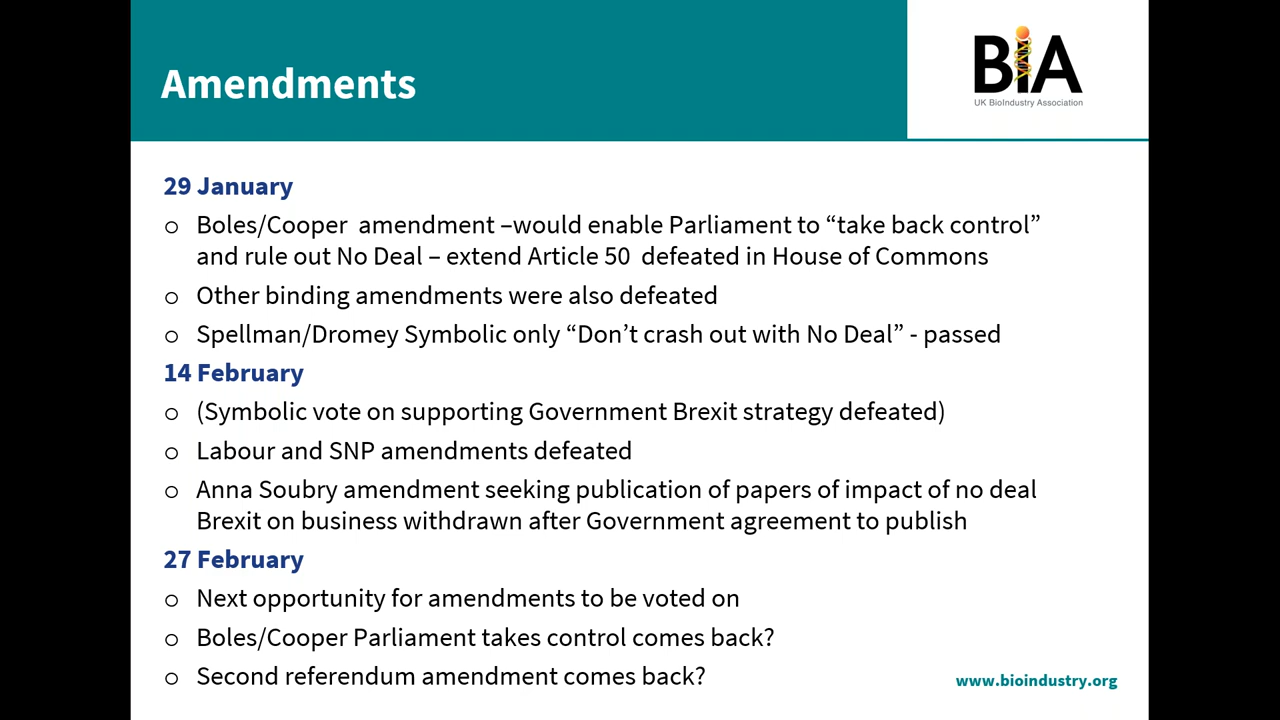 Amendments
BiA
UK BioIndustry Association
29 January
o Boles/Cooper  amendment –would enable Parliament to “take back control”
and rule out No Deal – extend Article 50  defeated in House of Commons
o Other binding amendments were also defeated
o Spellman/Dromey Symbolic only “Don’t crash out with No Deal” - passed
14 February
o (Symbolic vote on supporting Government Brexit strategy defeated)
o Labour and SNP amendments defeated
o Anna Soubry amendment seeking publication of papers of impact of no deal
Brexit on business withdrawn after Government agreement to publish
27 February
o Next opportunity for amendments to be voted on
o Boles/Cooper Parliament takes control comes back?
o Second referendum amendment comes back?
www.bioindustry.org